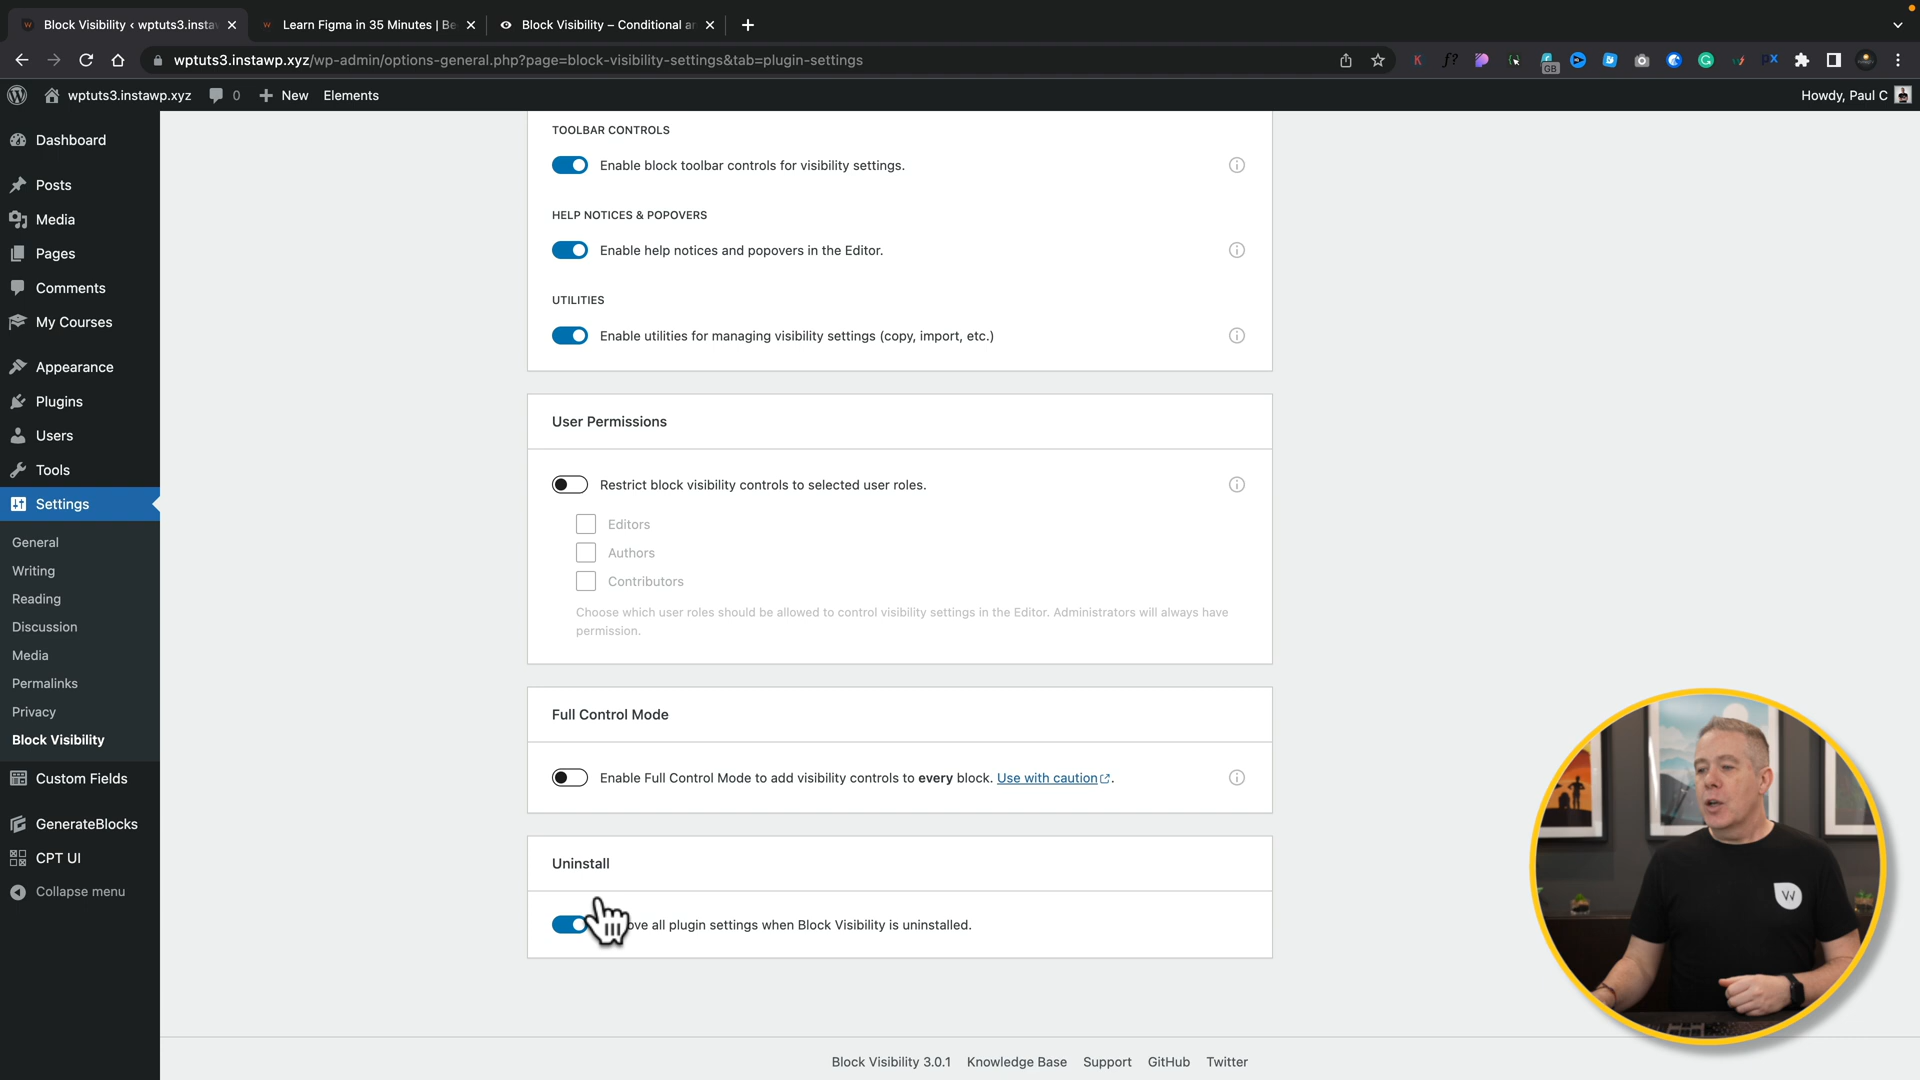 Block Visibility ‹ wptuts3.insta
Learn Figma in 35 Minutes | Be
Block Visibility – Conditional a
wptuts3.instawp.xyz/wp-admin/options-general.php?page=block-visibility-settings&tab=plugin-settings
GB
wptuts3.instawp.xyz
0
New
Elements
Howdy, Paul C
Dashboard
Posts
Media
Pages
Comments
My Courses
Appearance
Plugins
Users
Tools
Settings
General
Writing
Reading
Discussion
Media
Permalinks
Privacy
Block Visibility
Custom Fields
GenerateBlocks
CPT UI
Collapse menu
TOOLBAR CONTROLS
Enable block toolbar controls for visibility settings.
HELP NOTICES & POPOVERS
Enable help notices and popovers in the Editor.
UTILITIES
Enable utilities for managing visibility settings (copy, import, etc.)
User Permissions
Restrict block visibility controls to selected user roles.
Editors
Authors
Contributors
Choose which user roles should be allowed to control visibility settings in the Editor. Administrators will always have
permission.
Full Control Mode
Enable Full Control Mode to add visibility controls to every block. Use with caution.
Uninstall
ove all plugin settings when Block Visibility is uninstalled.
W
Block Visibility 3.0.1
Knowledge Base
Support
GitHub
Twitter